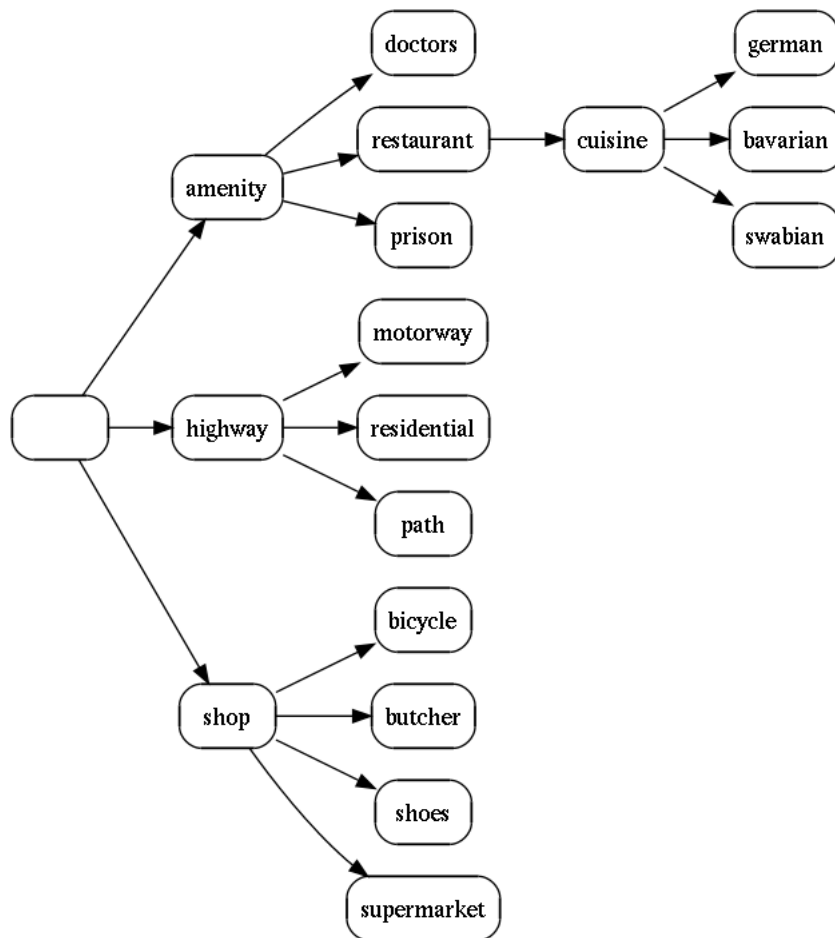 doctors
german
restaurant
cuisine
bavarian
amenity
prison
swabian
motorway
highway
residential
path
bicycle
shop
butcher
shoes
supermarket